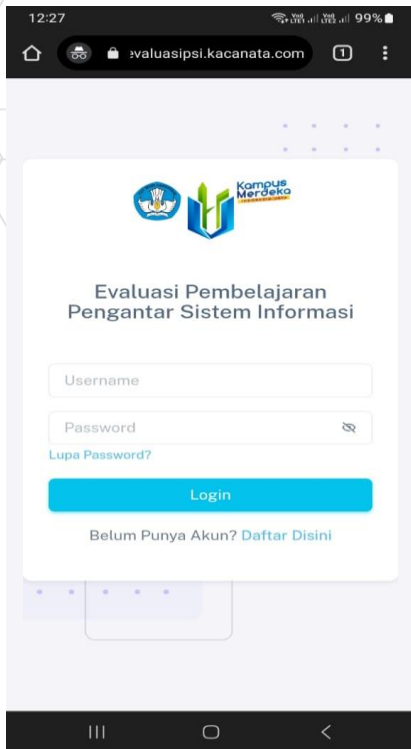 12:27
99%
evaluasipsi.kacanata.com
1
Kampus
Merdeka
Evaluasi Pembelajaran
Pengantar Sistem Informasi
Username
Password
Lupa Password?
Login
Belum Punya Akun? Daftar Disini